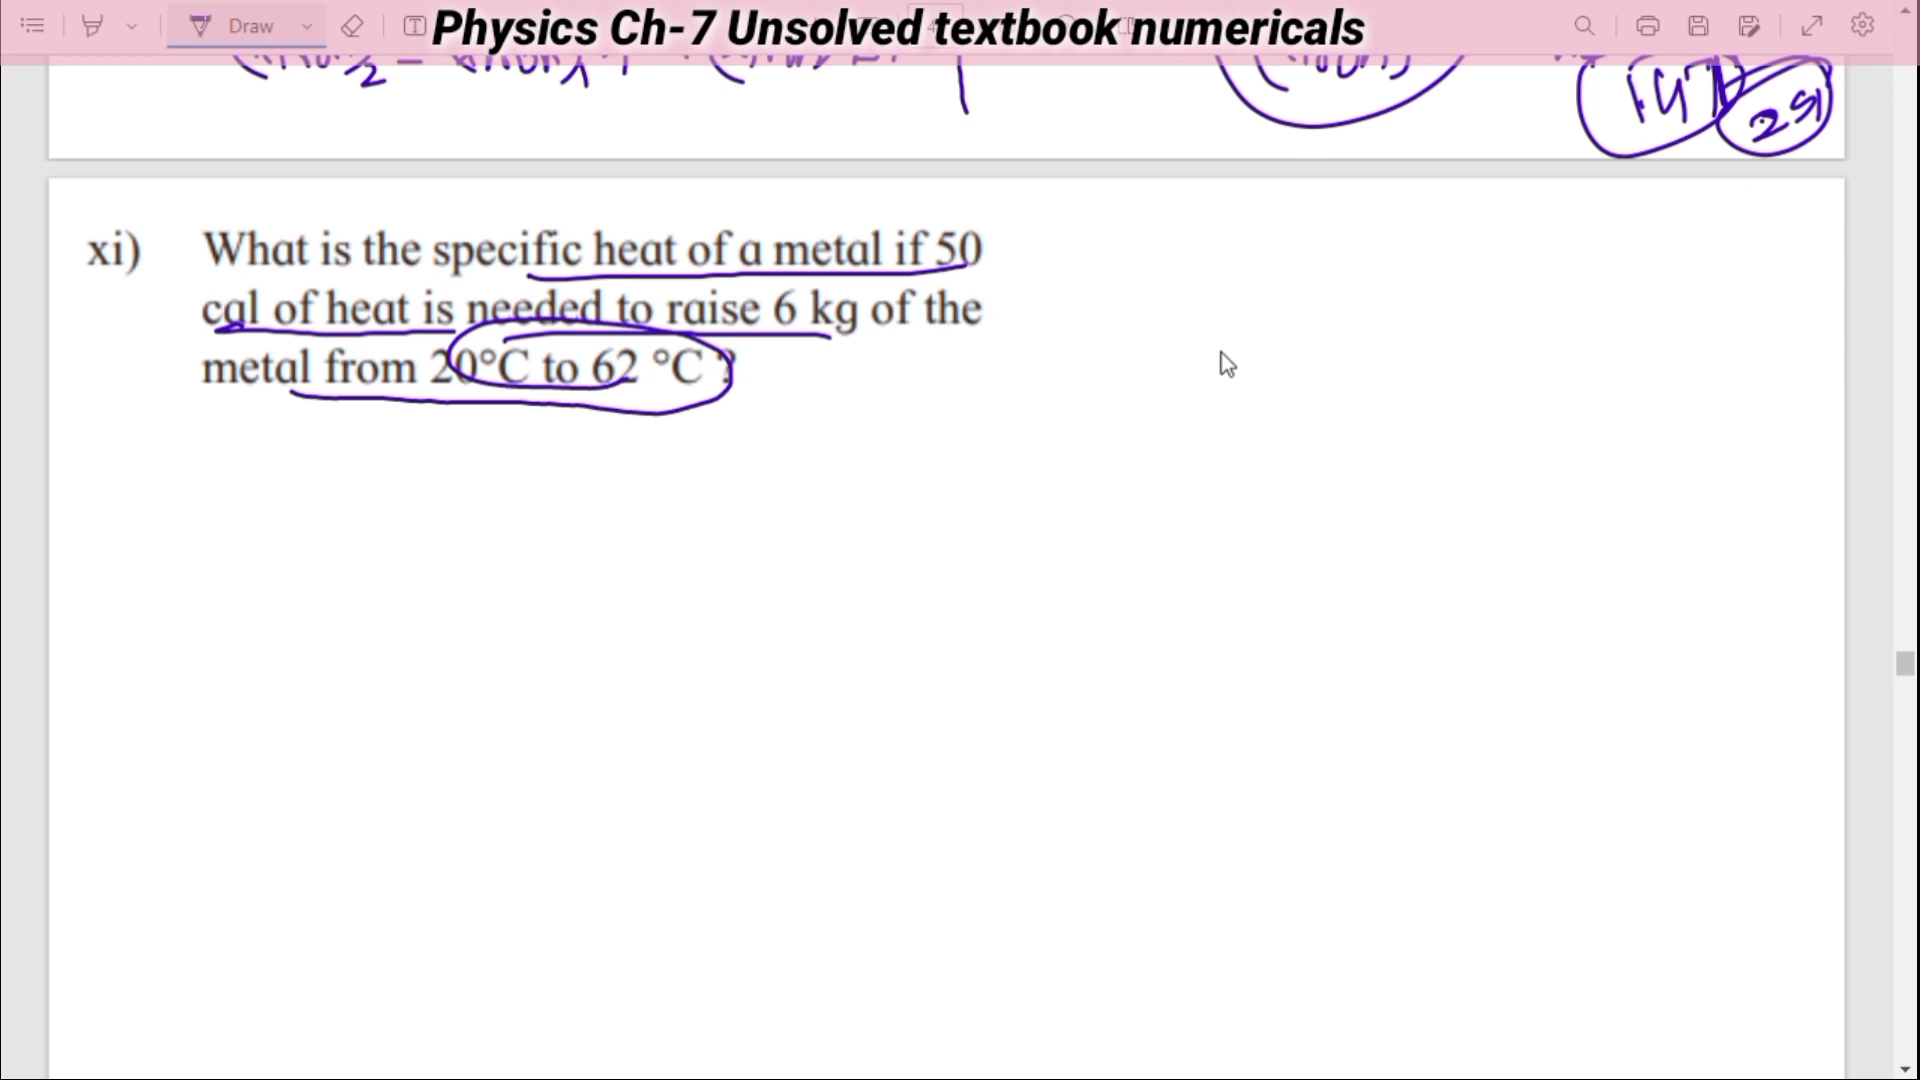 Draw
Physics Ch-7 Unsolved textbook numericals
251
xi) What is the specific heat of a metal if 50
cal of heat is needed to raise 6 kg of the
metal from 20°C to 62 °C ?